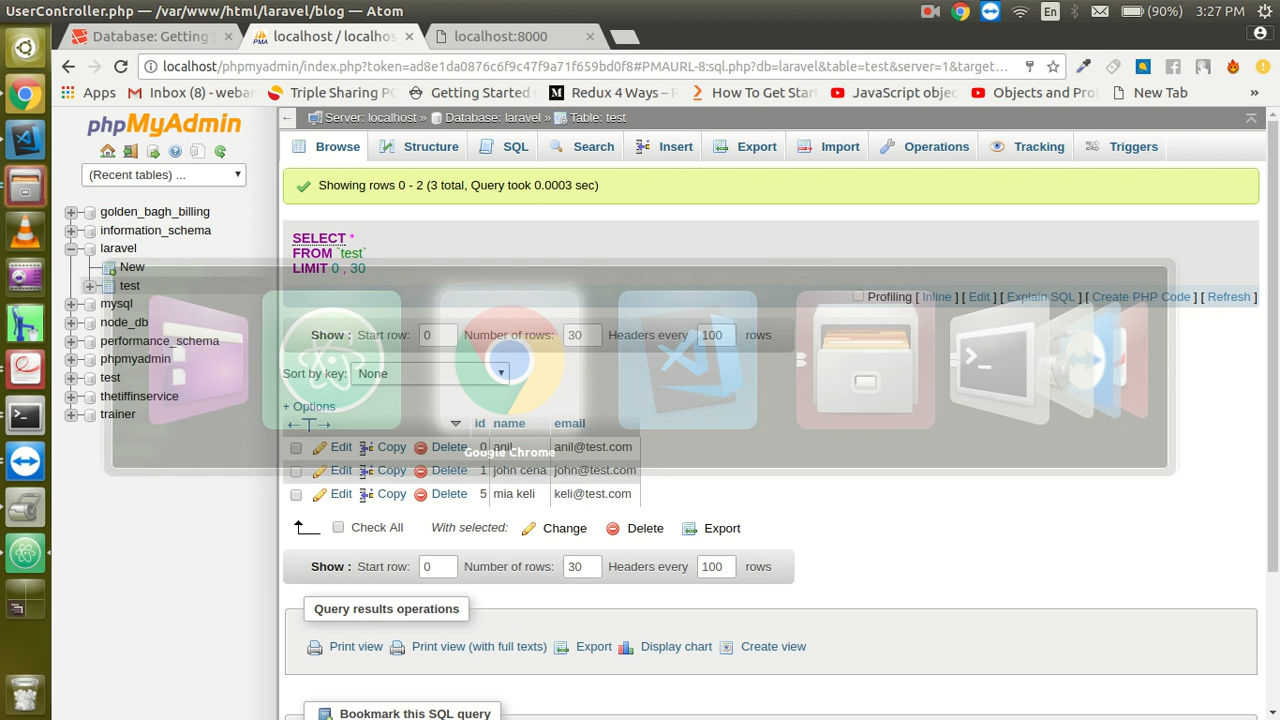 UserController.php — /var/www/html/laravel/blog — Atom
En
(90%)
3:27 PM
Database: Getting S
localhost / localhos
localhost:8000
localhost/phpmyadmin/index.php?token=ad8e1da0876c6f9c47f9a71f659bd0f8#PMAURL-8:sql.php?db=laravel&table=test&server=1&target...
Apps
Inbox (8) - webar
Triple Sharing PC
Getting Started
Redux 4 Ways – R
How To Get Star
JavaScript objec
Objects and Pro
New Tab
»
phpMyAdmin
(Recent tables) ...
golden_bagh_billing
information_schema
laravel
New
test
mysql
node_db
performance_schema
phpmyadmin
test
thetiffinservice
trainer
Server: localhost » Database: laravel » Table: test
Browse Structure SQL Search Insert Export Import Operations Tracking Triggers
Showing rows 0 - 2 (3 total, Query took 0.0003 sec)
SELECT *
FROM `test`
LIMIT 0 , 30
Profiling [ Inline ] [ Edit ] [ Explain SQL ] [ Create PHP Code ] [ Refresh ]
Show : Start row: 0 Number of rows: 30 Headers every 100 rows
Sort by key: None
+ Options
id name email
Edit Copy Delete 0 anil anil@test.com
Google Chrome
Edit Copy Delete 1 john cena john@test.com
Edit Copy Delete 5 mia keli keli@test.com
Check All With selected: Change Delete Export
Show : Start row: 0 Number of rows: 30 Headers every 100 rows
Query results operations
Print view Print view (with full texts) Export Display chart Create view
Bookmark this SQL query